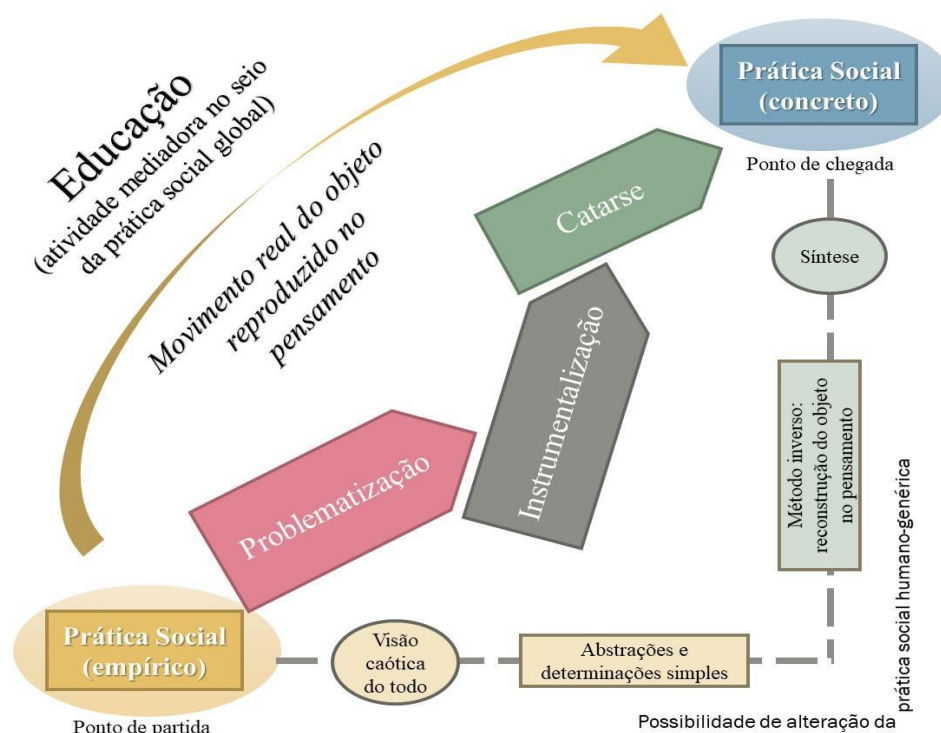 Educação
(atividade mediadora no seio
da prática social global)
Movimento real do objeto
reproduzido no
pensamento
Prática Social
(concreto)
Ponto de chegada
Catarse
Instrumentalização
Problematização
Síntese
Método inverso:
reconstrução do objeto
no pensamento
Prática Social
(empírico)
Ponto de partida
Visão
caótica
do todo
Abstrações e
determinações simples
Possibilidade de alteração da
prática social humano-genérica